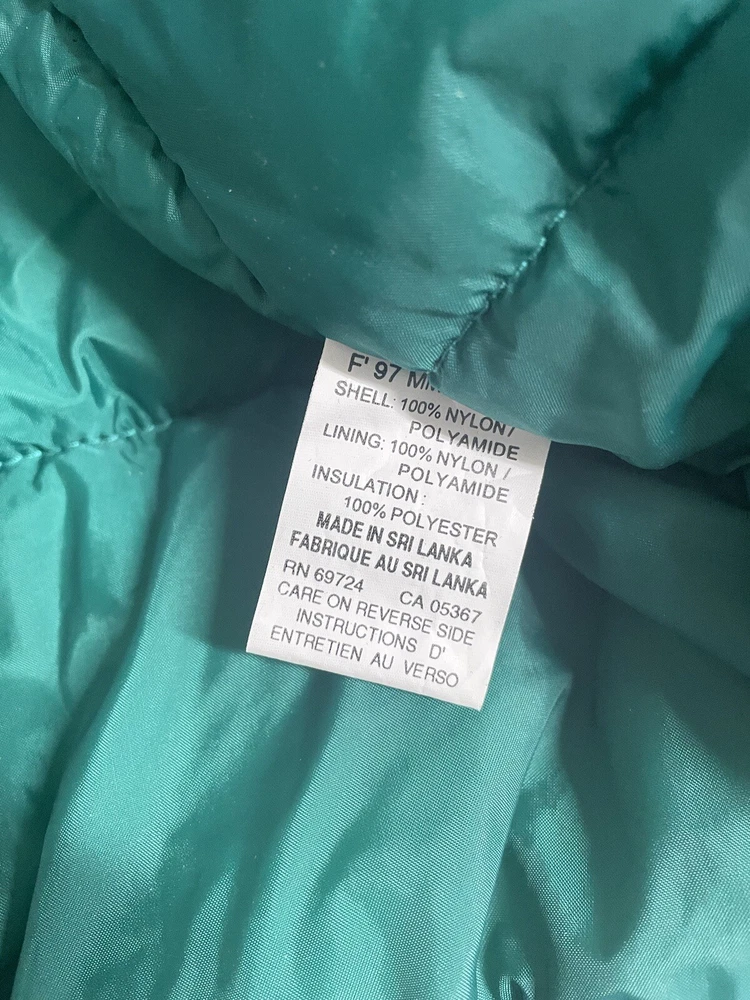 F' 97
SHELL: 100% NYLON /
POLYAMIDE
LINING: 100% NYLON /
POLYAMIDE
INSULATION :
100% POLYESTER
MADE IN SRI LANKA
FABRIQUE AU SRI LANKA
RN 69724 CA 05367
CARE ON REVERSE SIDE
INSTRUCTIONS D'
ENTRETIEN AU VERSO